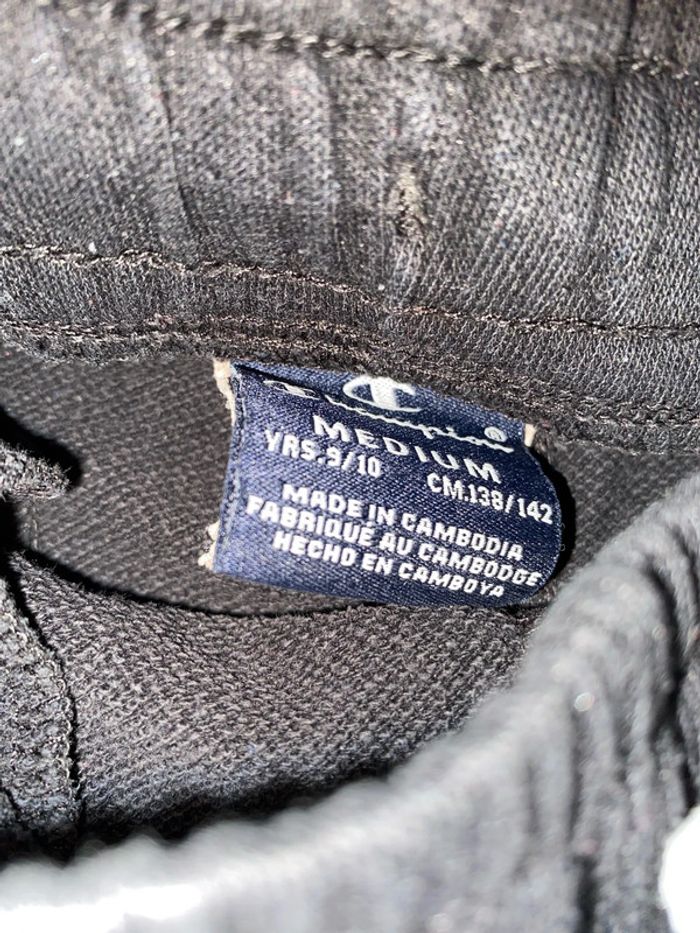 Champion®
MEDIUM
YRS.9/10 CM.138/142
MADE IN CAMBODIA
FABRIQUÉ AU CAMBODGE
HECHO EN CAMBOYA